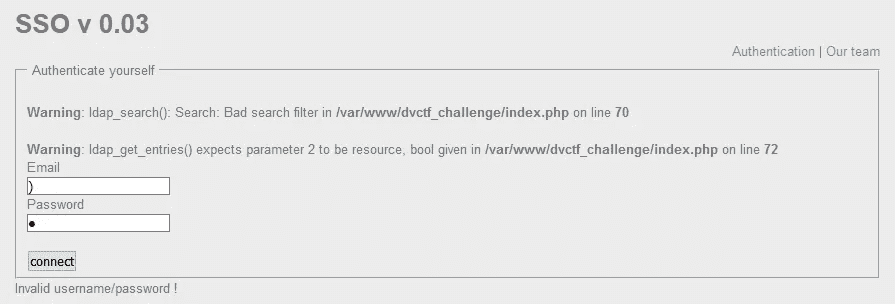 SSO v 0.03
Authentication | Our team
Authenticate yourself
Warning: ldap_search(): Search: Bad search filter in /var/www/dvctf_challenge/index.php on line 70
Warning: ldap_get_entries() expects parameter 2 to be resource, bool given in /var/www/dvctf_challenge/index.php on line 72
Email
)
Password
●
connect
Invalid username/password !